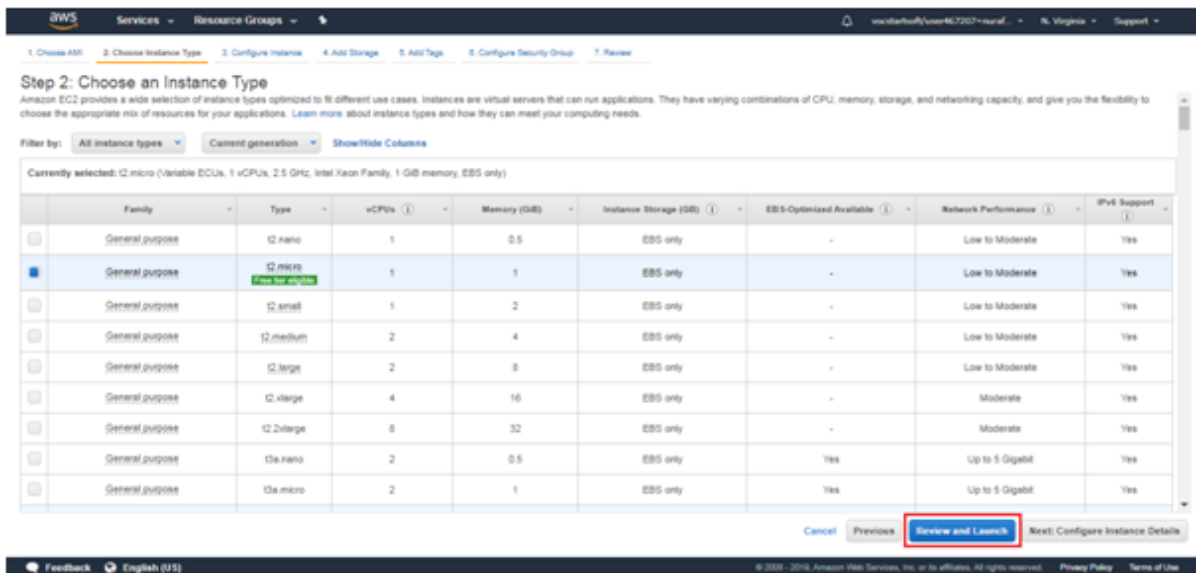 aws Services Resource Groups N. Virginia Support
1. Choose AMI 2. Choose Instance Type 3. Configure Instance 4. Add Storage 5. Add Tags 6. Configure Security Group 7. Review
Step 2: Choose an Instance Type
Amazon EC2 provides a wide selection of instance types optimized to fit different use cases. Instances are virtual servers that can run applications. They have varying combinations of CPU, memory, storage, and networking capacity, and give you the flexibility to
choose the appropriate mix of resources for your applications. Learn more about instance types and how they can meet your computing needs.
Filter by: All instance types Current generation Show/Hide Columns
Currently selected: t2.micro (Variable ECUs, 1 vCPUs, 2.5 GHz, Intel Xeon Family, 1 GiB memory, EBS only)
Family Type vCPUs Memory (GiB) Instance Storage (GB) EBS-Optimized Available Network Performance IPv6 Support
General purpose t2.nano 1 0.5 EBS only - Low to Moderate Yes
General purpose t2.micro Free tier eligible 1 1 EBS only - Low to Moderate Yes
General purpose t2.small 1 2 EBS only - Low to Moderate Yes
General purpose t2.medium 2 4 EBS only - Low to Moderate Yes
General purpose t2.large 2 8 EBS only - Low to Moderate Yes
General purpose t2.xlarge 4 16 EBS only - Moderate Yes
General purpose t2.2xlarge 8 32 EBS only - Moderate Yes
General purpose t3a.nano 2 0.5 EBS only Yes Up to 5 Gigabit Yes
General purpose t3a.micro 2 1 EBS only Yes Up to 5 Gigabit Yes
Cancel Previous Review and Launch Next: Configure Instance Details
Feedback English (US) © 2008 - 2019, Amazon Web Services, Inc. or its affiliates. All rights reserved. Privacy Policy Terms of Use